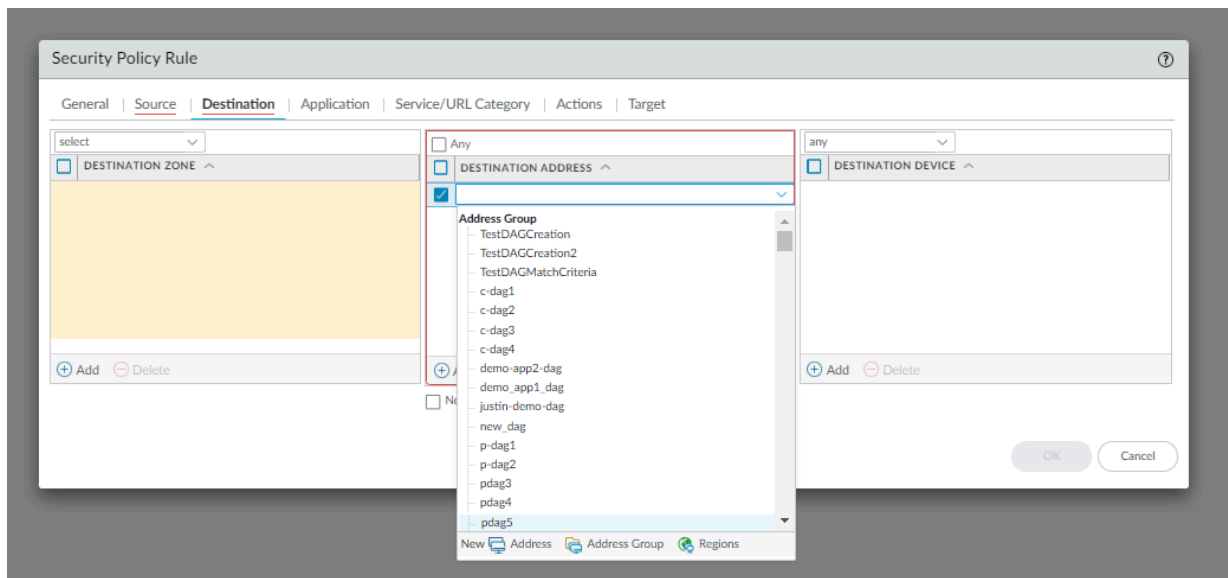 Security Policy Rule
General | Source | Destination | Application | Service/URL Category | Actions | Target
select
Any
any
DESTINATION ZONE
DESTINATION ADDRESS
DESTINATION DEVICE
Address Group
TestDAGCreation
TestDAGCreation2
TestDAGMatchCriteria
c-dag1
c-dag2
c-dag3
c-dag4
demo-app2-dag
demo_app1_dag
justin-demo-dag
new_dag
p-dag1
p-dag2
pdag3
pdag4
pdag5
New Address Address Group Regions
Add Delete
Add Delete
OK Cancel